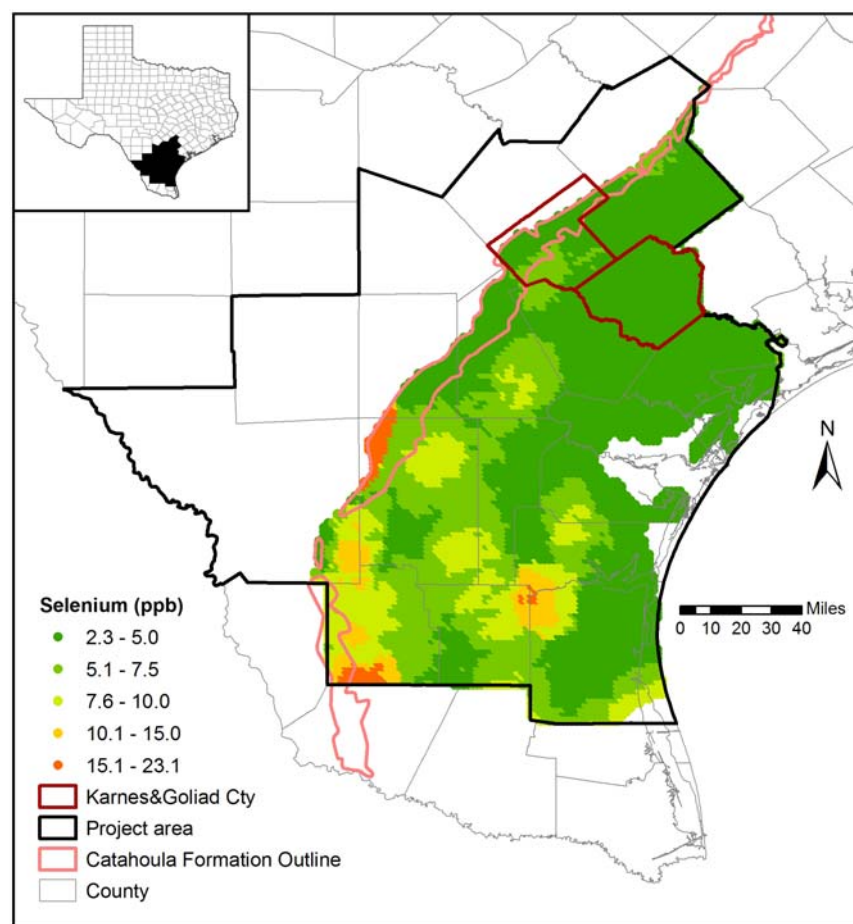 N
Miles
0 10 20 30 40
Selenium (ppb)
2.3 - 5.0
5.1 - 7.5
7.6 - 10.0
10.1 - 15.0
15.1 - 23.1
Karnes&Goliad Cty
Project area
Catahoula Formation Outline
County